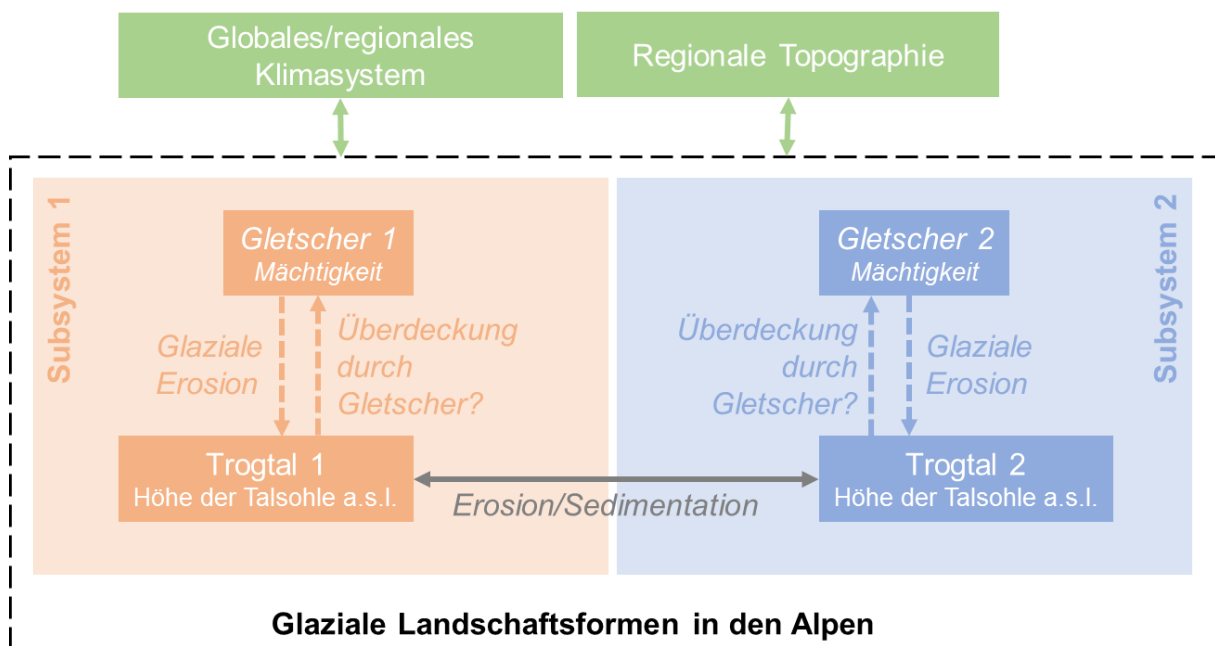 Globales/regionales
Klimasystem
Regionale Topographie
Subsystem 1
Gletscher 1
Mächtigkeit
Glaziale
Erosion
Überdeckung
durch
Gletscher?
Trogtal 1
Höhe der Talsohle a.s.l.
Erosion/Sedimentation
Subsystem 2
Gletscher 2
Mächtigkeit
Überdeckung
durch
Gletscher?
Glaziale
Erosion
Trogtal 2
Höhe der Talsohle a.s.l.
Glaziale Landschaftsformen in den Alpen